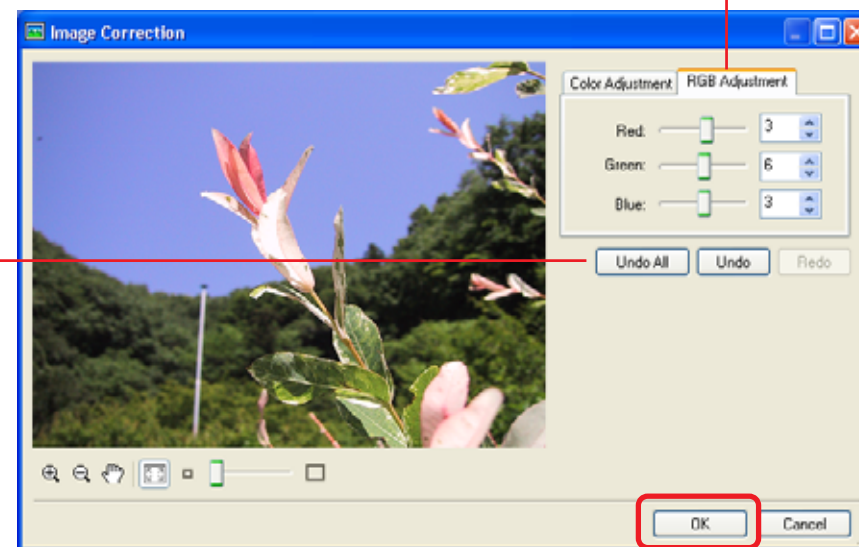 Image Correction
Color Adjustment RGB Adjustment
Red: 3
Green: 6
Blue: 3
Undo All Undo Redo
OK Cancel